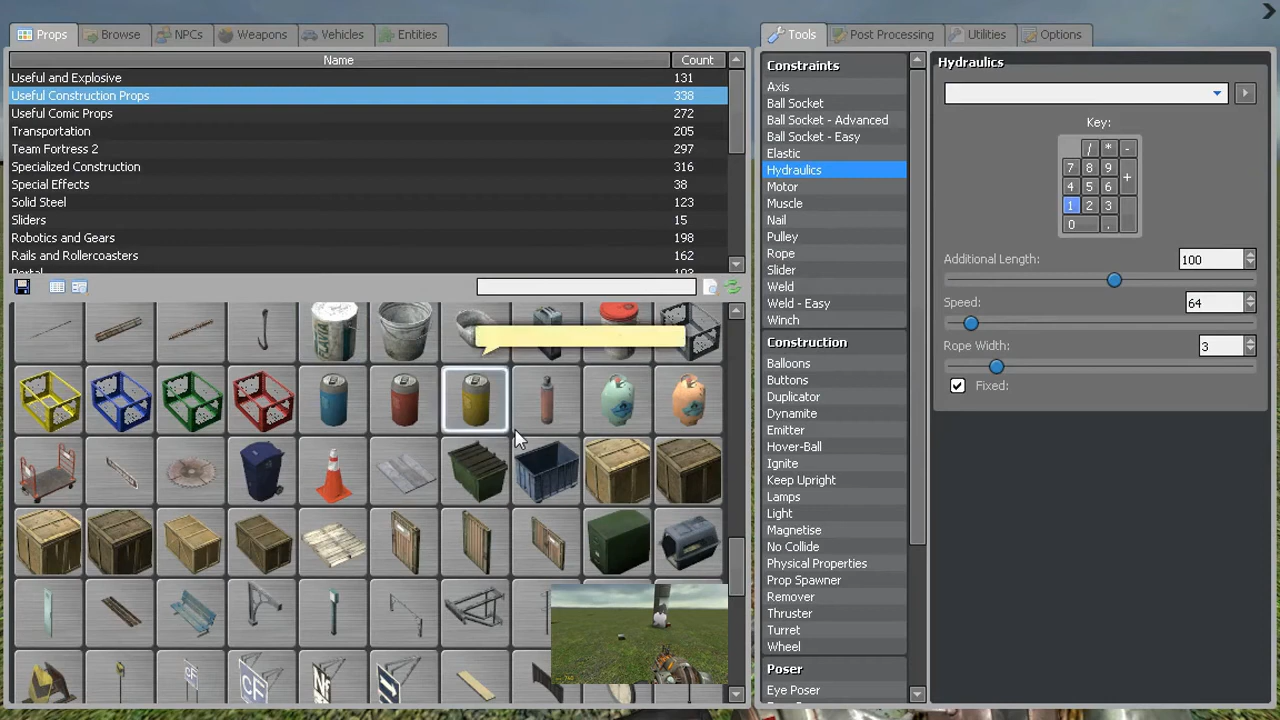 Props
Browse
NPCs
Weapons
Vehicles
Entities
Name
Count
Useful and Explosive 131
Useful Construction Props 338
Useful Comic Props 272
Transportation 205
Team Fortress 2 297
Specialized Construction 316
Special Effects 38
Solid Steel 123
Sliders 15
Robotics and Gears 198
Rails and Rollercoasters 162
CF
Tools
Post Processing
Utilities
Options
Constraints
Axis
Ball Socket
Ball Socket - Advanced
Ball Socket - Easy
Elastic
Hydraulics
Motor
Muscle
Nail
Pulley
Rope
Slider
Weld
Weld - Easy
Winch
Construction
Balloons
Buttons
Duplicator
Dynamite
Emitter
Hover-Ball
Ignite
Keep Upright
Lamps
Light
Magnetise
No Collide
Physical Properties
Prop Spawner
Remover
Thruster
Turret
Wheel
Poser
Eye Poser
Hydraulics
Key:
/ * -
7 8 9
+
4 5 6
1 2 3
0 .
Additional Length: 100
Speed: 64
Rope Width: 3
Fixed: